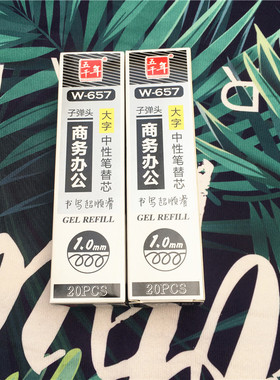 五千年
W-657
子弹头
大字
商务办公
中性笔替芯
书写超顺滑
GEL REFILL
1.0mm
20PCS
五千年
W-657
子弹头
大字
商务办公
中性笔替芯
书写超顺滑
GEL REFILL
1.0mm
20PCS